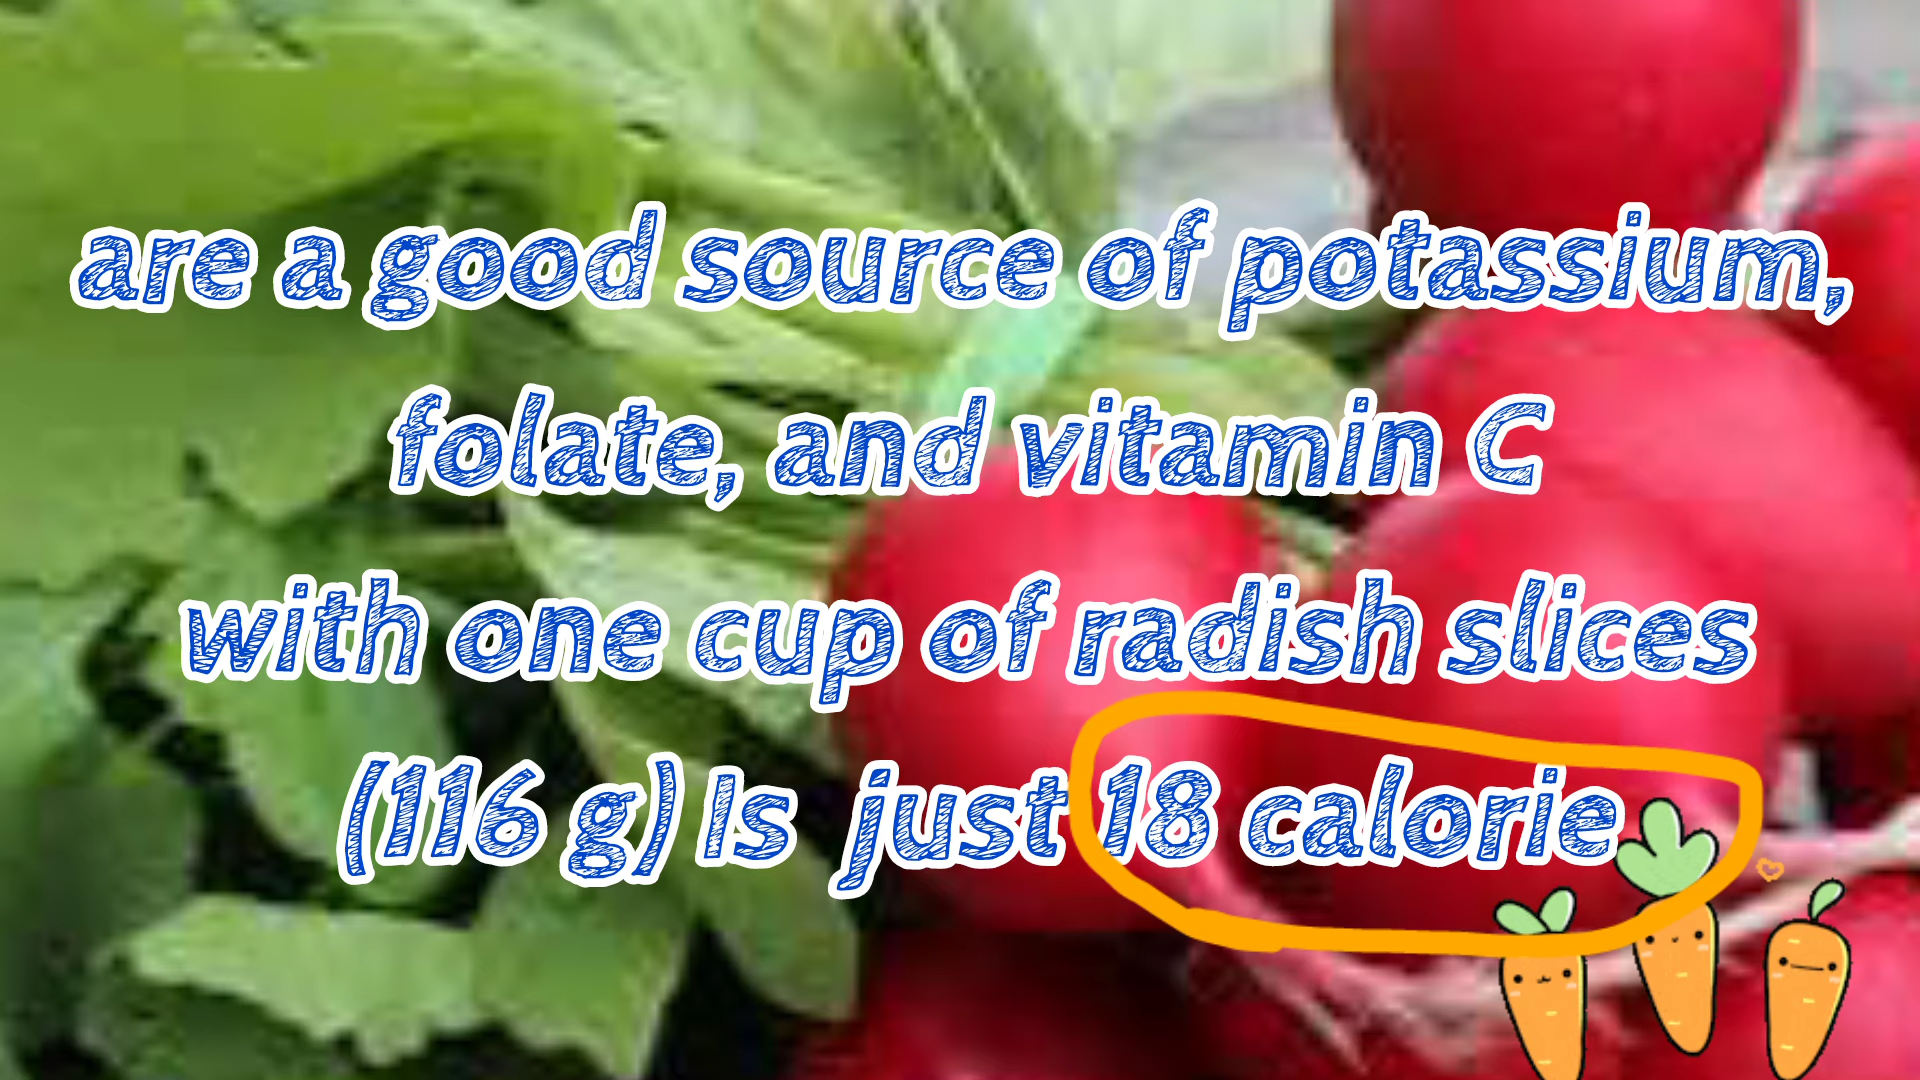 are a good source of potassium,
folate, and vitamin C
with one cup of radish slices
(116 g) Is just 18 calorie